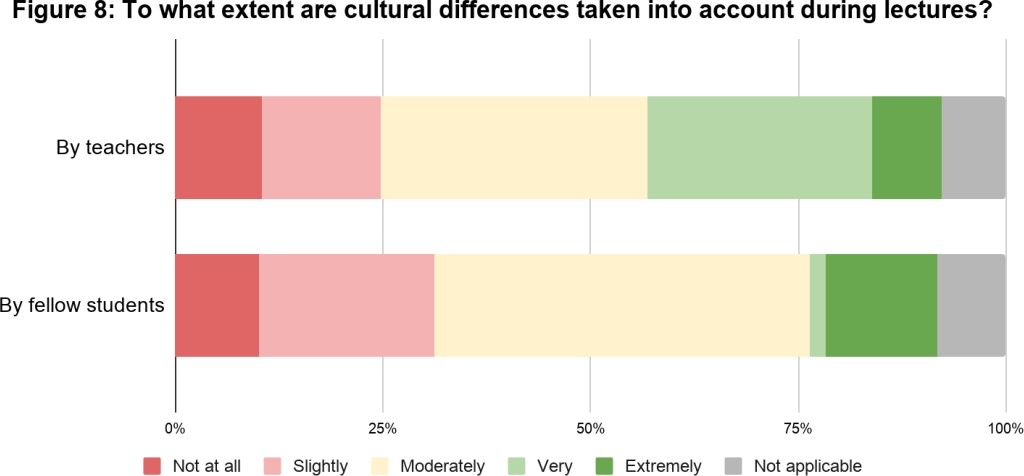 Figure 8: To what extent are cultural differences taken into account during lectures?
By teachers
By fellow students
0% 25% 50% 75% 100%
Not at all Slightly Moderately Very Extremely Not applicable